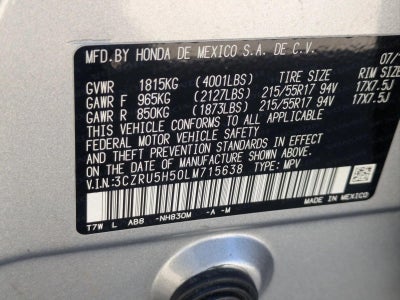 MFD.BY HONDA DE MEXICO S.A. DE C.V. 07/
GVWR 1815KG (4001LBS) TIRE SIZE RIM SIZE
GAWR F 965KG (2127LBS) 215/55R17 94V 17X7.5J
GAWR R 850KG (1873LBS) 215/55R17 94V 17X7.5J
THIS VEHICLE CONFORMS TO ALL APPLICABLE
FEDERAL MOTOR VEHICLE SAFETY, BUMPER, AND
THEFT PREVENTION STANDARDS IN EFFECT
ON THE DATE OF MANUFACTURE SHOWN ABOVE.
V.I.N:3CZRU5H50LM715638 TYPE: MPV
T7W L ABB -NH830M -A -M
MADE IN
MEXICO